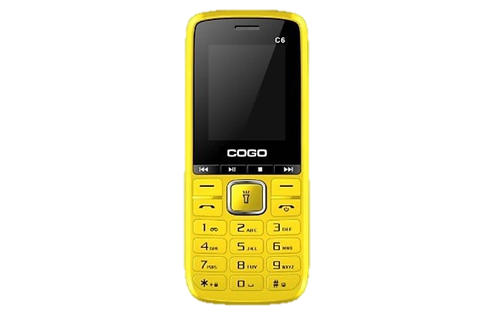 C6
COGO
1
2 ABC
3 DEF
4 GHI
5 JKL
6 MNO
7 PQRS
8 TUV
9 WXYZ
* +
0
#